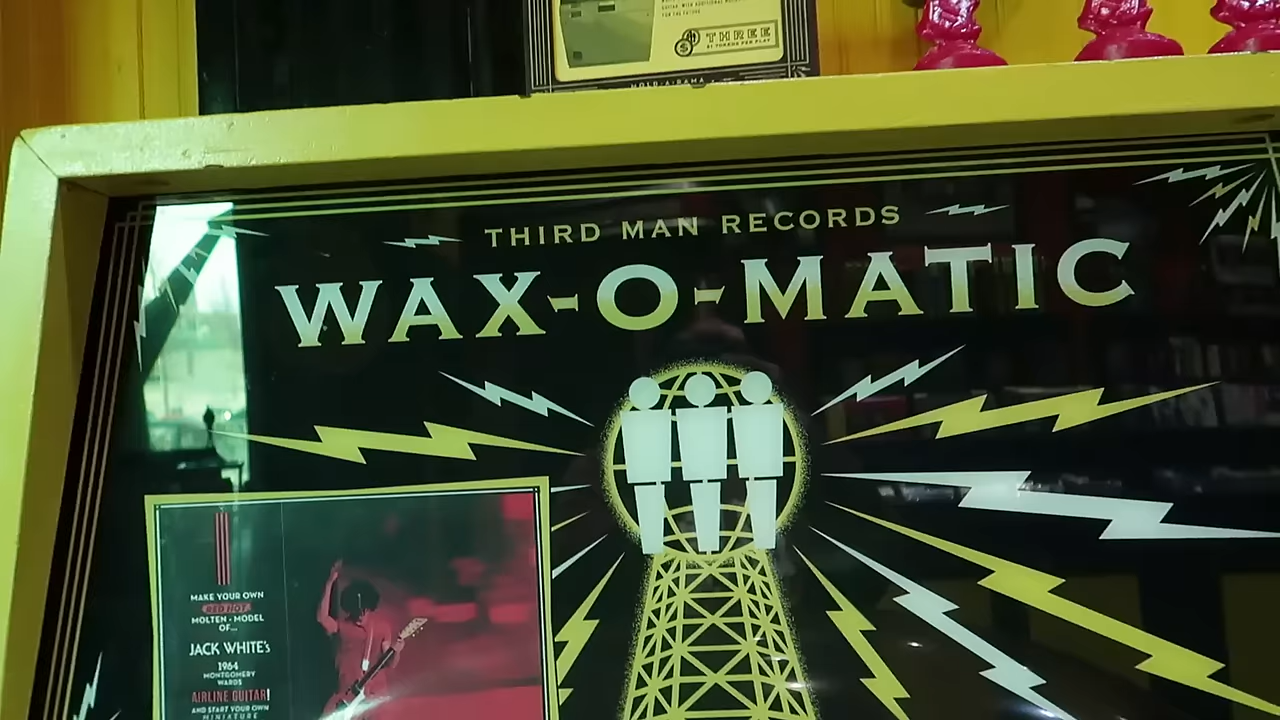 FOR THE FUTURE
THREE
$1 TOKENS PER PLAY
THIRD MAN RECORDS
WAX-O-MATIC
MAKE YOUR OWN
RED HOT
MOLTEN-MODEL
OF...
JACK WHITE's
1964
MONTGOMERY
WARDS
AIRLINE GUITAR!
AND START YOUR OWN
MINIATURE